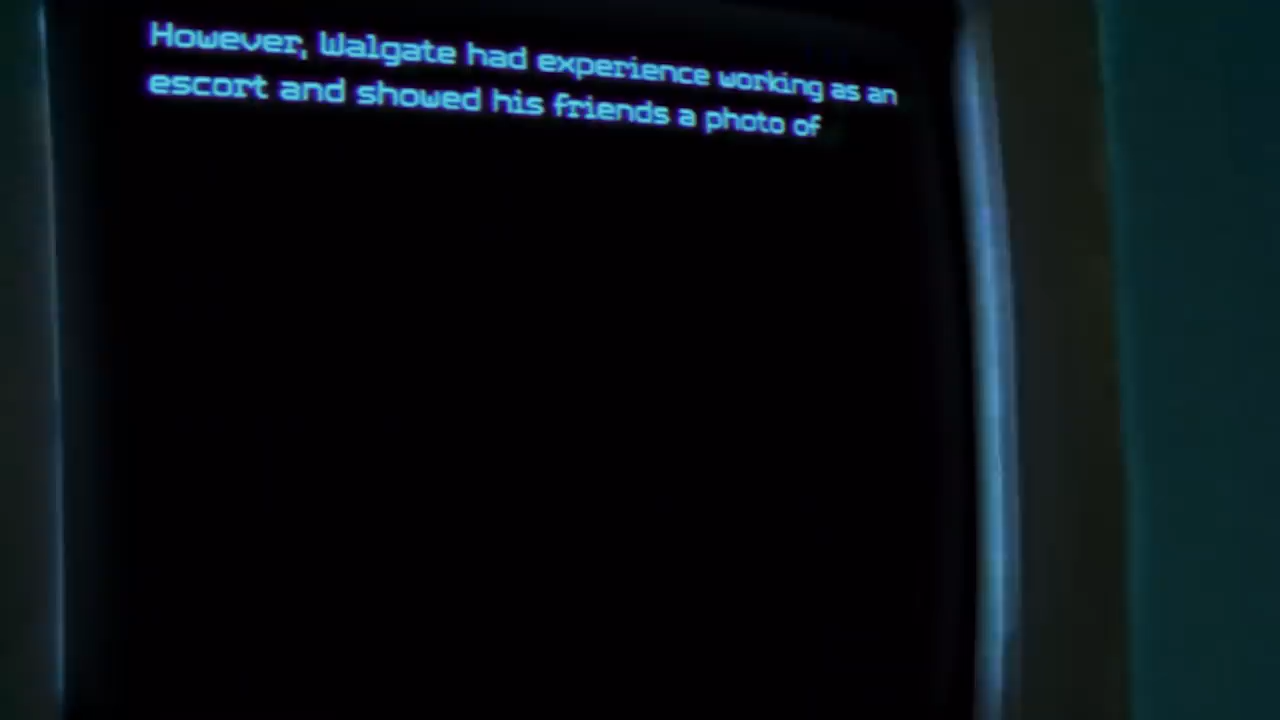 However, Walgate had experience working as an
escort and showed his friends a photo of